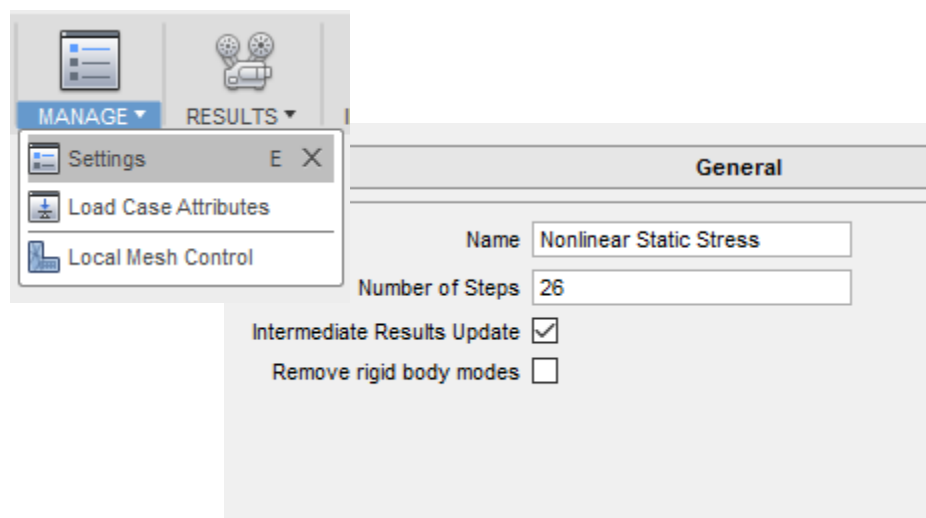 MANAGE
RESULTS
Settings E
Load Case Attributes
Local Mesh Control
General
Name Nonlinear Static Stress
Number of Steps 26
Intermediate Results Update
Remove rigid body modes